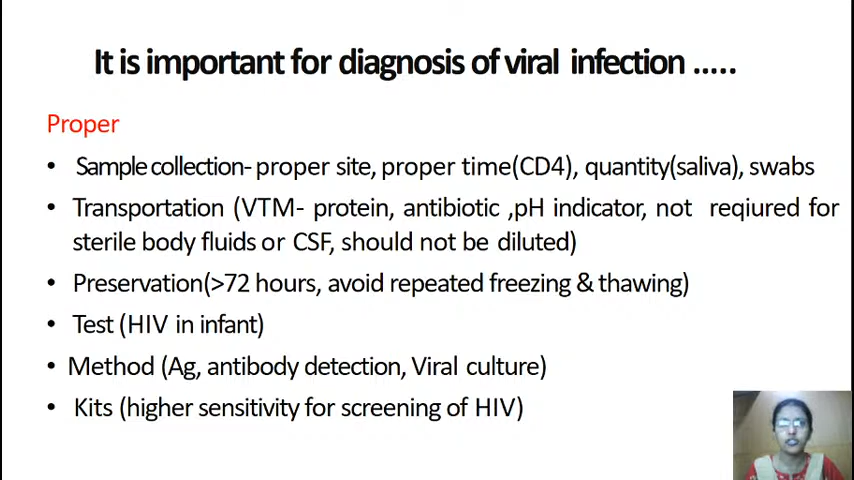 It is important for diagnosis of viral infection .....
Proper
• Sample collection- proper site, proper time(CD4), quantity(saliva), swabs
• Transportation (VTM- protein, antibiotic ,pH indicator, not reqiured for
sterile body fluids or CSF, should not be diluted)
• Preservation(>72 hours, avoid repeated freezing & thawing)
• Test (HIV in infant)
• Method (Ag, antibody detection, Viral culture)
• Kits (higher sensitivity for screening of HIV)